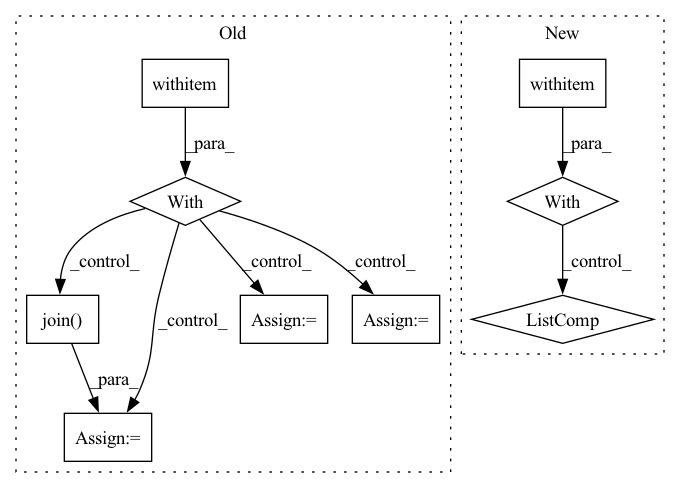 Old
New
withitem
withitem
_para_
_para_
With
With
_control_
_control_
_control_
_control_
_control_
join()
Assign:=
Assign:=
ListComp
_para_
Assign:=